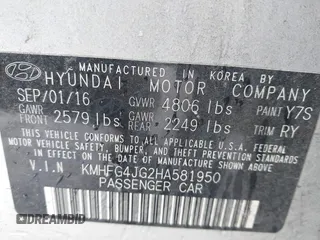 MANUFACTURED IN KOREA BY
HYUNDAI MOTOR COMPANY
SEP/01/16 GVWR 4806 lbs PAINT Y7S
GAWR FRONT 2579 lbs GAWR REAR 2249 lbs TRIM RY
THIS VEHICLE CONFORMS TO ALL APPLICABLE U.S. FEDERAL MOTOR VEHICLE
SAFETY, BUMPER, AND THEFT PREVENTION STANDARDS
IN EFFECT ON THE DATE OF MANUFACTURE SHOWN ABOVE.
V.I.N. KMHFG4JG2HA581950
PASSENGER CAR